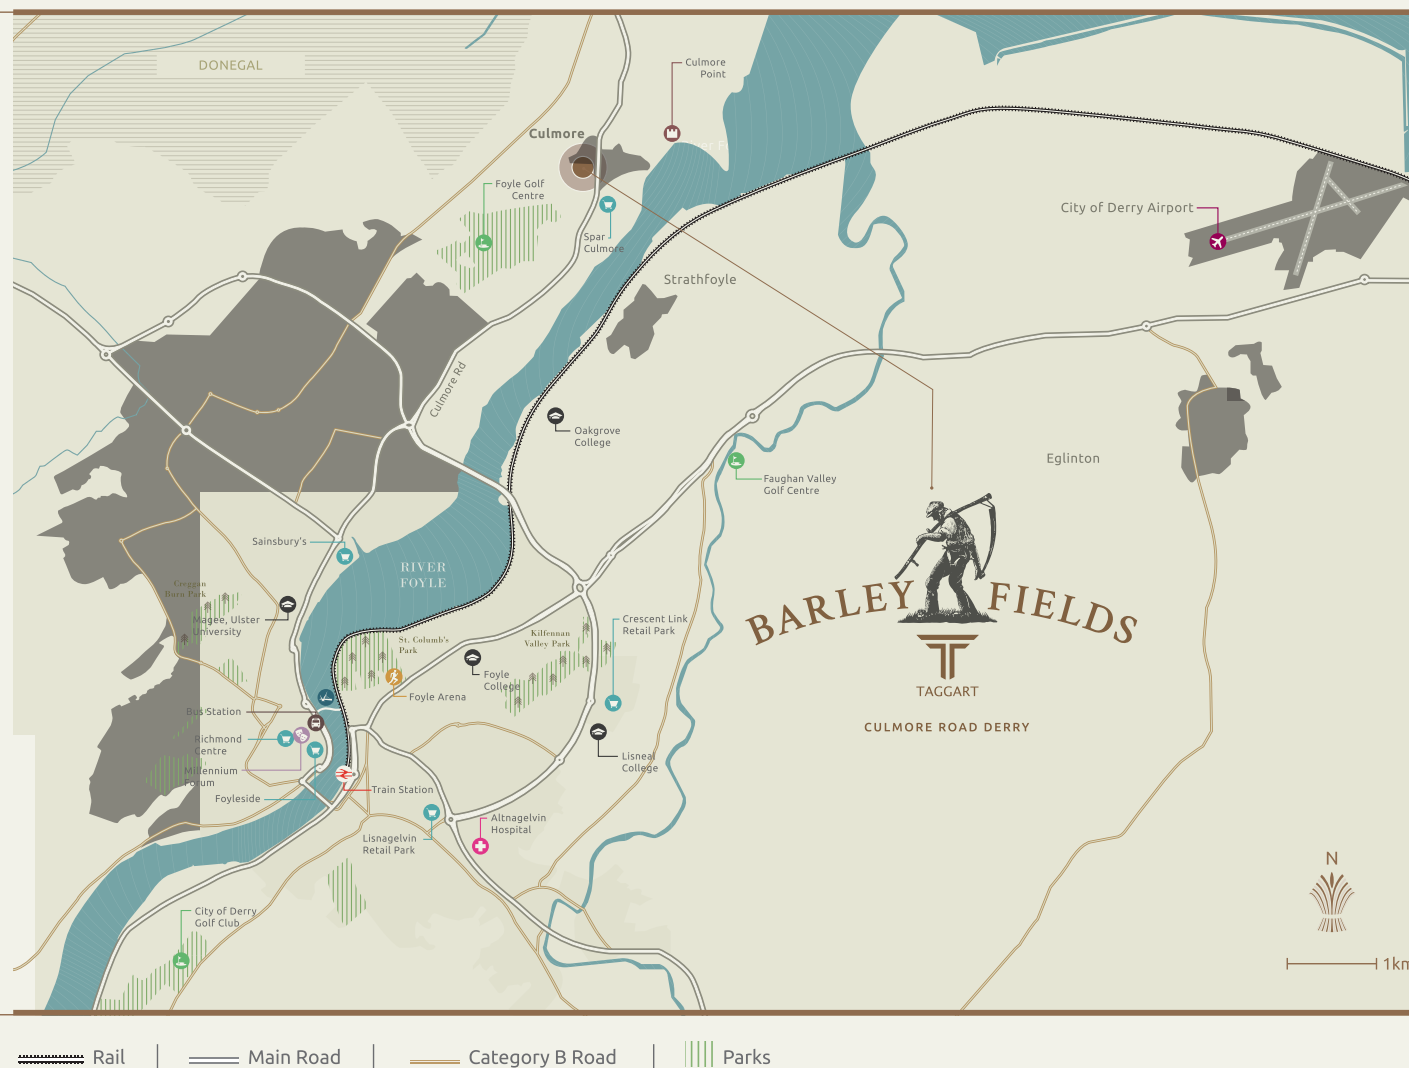 DONEGAL
Culmore
Point
Culmore
Foyle Golf
Centre
Spar
Culmore
City of Derry Airport
Strathfoyle
Culmore Rd
Oakgrove
College
Eglinton
Faughan Valley
Golf Centre
Sainsbury's
RIVER
FOYLE
Creggan
Burn Park
Magee, Ulster
University
St. Columb's
Park
Kilfennan
Valley Park
Crescent Link
Retail Park
BARLEY FIELDS
TAGGART
CULMORE ROAD DERRY
Foyle
College
Foyle Arena
Bus Station
Richmond
Centre
Millennium
Forum
Foyleside
Train Station
Lisneal
College
Lisnagelvin
Retail Park
Altnagelvin
Hospital
City of Derry
Golf Club
N
1km
Rail
Main Road
Category B Road
Parks